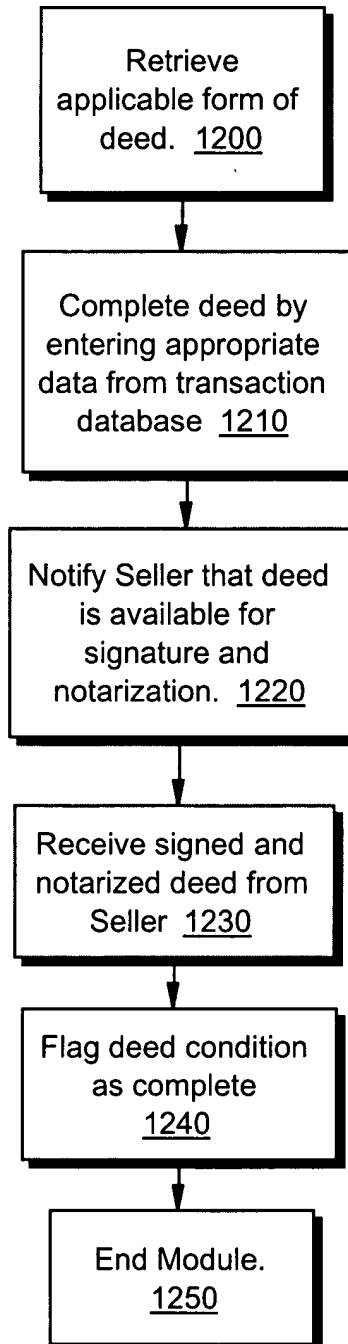 Retrieve
applicable form of
deed. 1200
Complete deed by
entering appropriate
data from transaction
database 1210
Notify Seller that deed
is available for
signature and
notarization. 1220
Receive signed and
notarized deed from
Seller 1230
Flag deed condition
as complete
1240
End Module.
1250